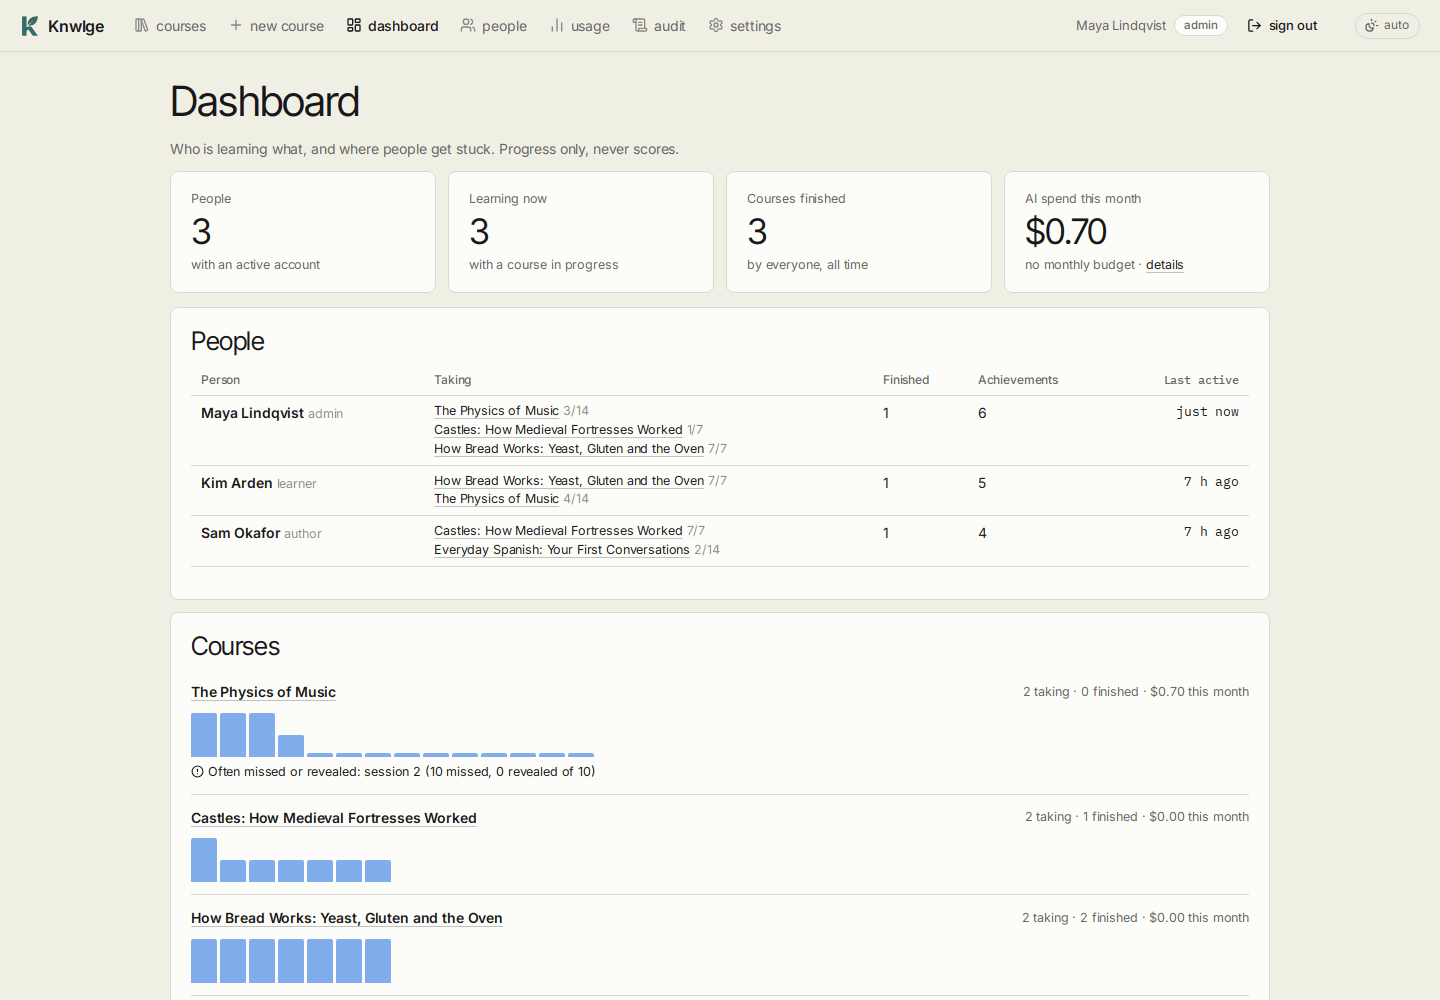 Knwlge courses new course dashboard people usage audit settings Maya Lindqvist admin sign out auto
Dashboard
Who is learning what, and where people get stuck. Progress only, never scores.
People
3
with an active account
Learning now
3
with a course in progress
Courses finished
3
by everyone, all time
AI spend this month
$0.70
no monthly budget · details
People
Person Taking Finished Achievements Last active
Maya Lindqvist admin The Physics of Music 3/14 1 6 just now
Castles: How Medieval Fortresses Worked 1/7
How Bread Works: Yeast, Gluten and the Oven 7/7
Kim Arden learner How Bread Works: Yeast, Gluten and the Oven 7/7 1 5 7 h ago
The Physics of Music 4/14
Sam Okafor author Castles: How Medieval Fortresses Worked 7/7 1 4 7 h ago
Everyday Spanish: Your First Conversations 2/14
Courses
The Physics of Music 2 taking · 0 finished · $0.70 this month
Often missed or revealed: session 2 (10 missed, 0 revealed of 10)
Castles: How Medieval Fortresses Worked 2 taking · 1 finished · $0.00 this month
How Bread Works: Yeast, Gluten and the Oven 2 taking · 2 finished · $0.00 this month